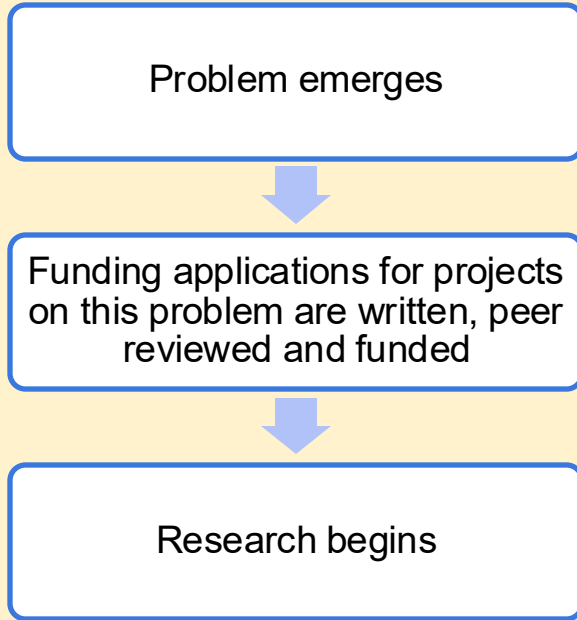 Problem emerges
Funding applications for projects
on this problem are written, peer
reviewed and funded
Research begins